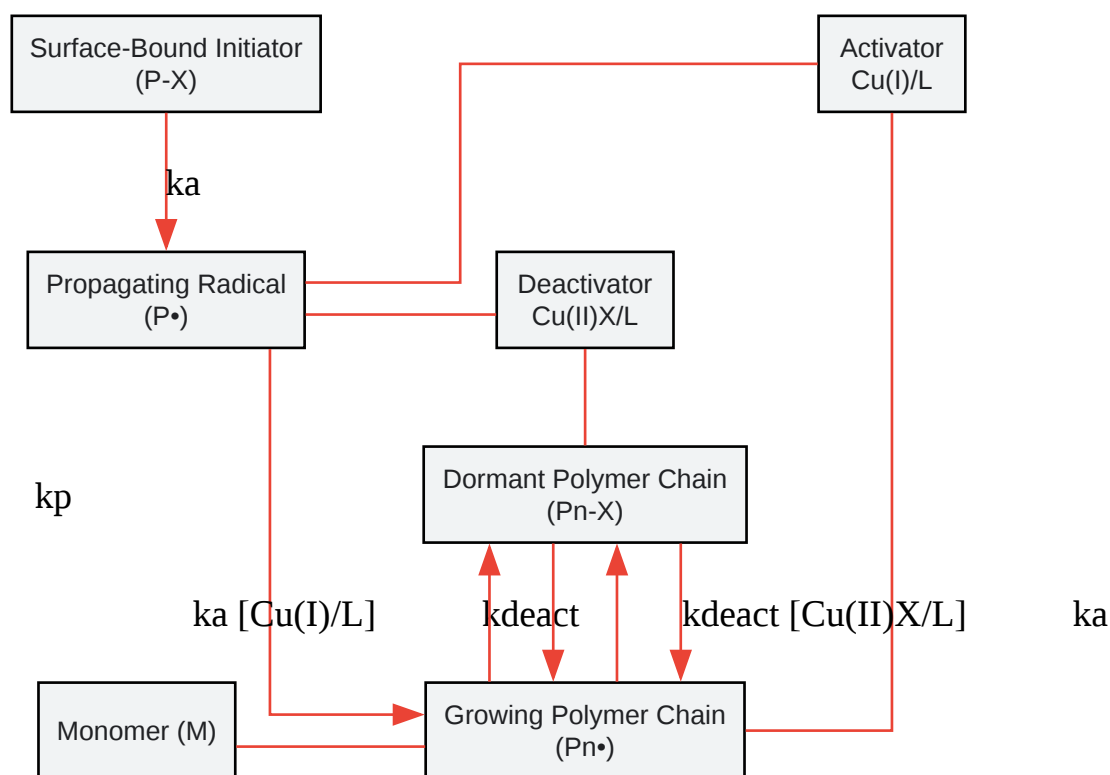 Surface-Bound Initiator
(P-X)
Activator
Cu(I)/L
ka
Propagating Radical
(P•)
Deactivator
Cu(II)X/L
Dormant Polymer Chain
(Pn-X)
kp
ka [Cu(I)/L]
kdeact
kdeact [Cu(II)X/L]
ka
Monomer (M)
Growing Polymer Chain
(Pn•)